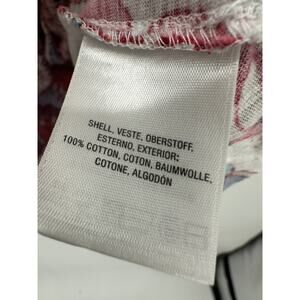 SHELL, VESTE, OBERSTOFF,
ESTERNO, EXTERIOR:
100% COTTON, COTON, BAUMWOLLE,
COTONE, ALGODÓN